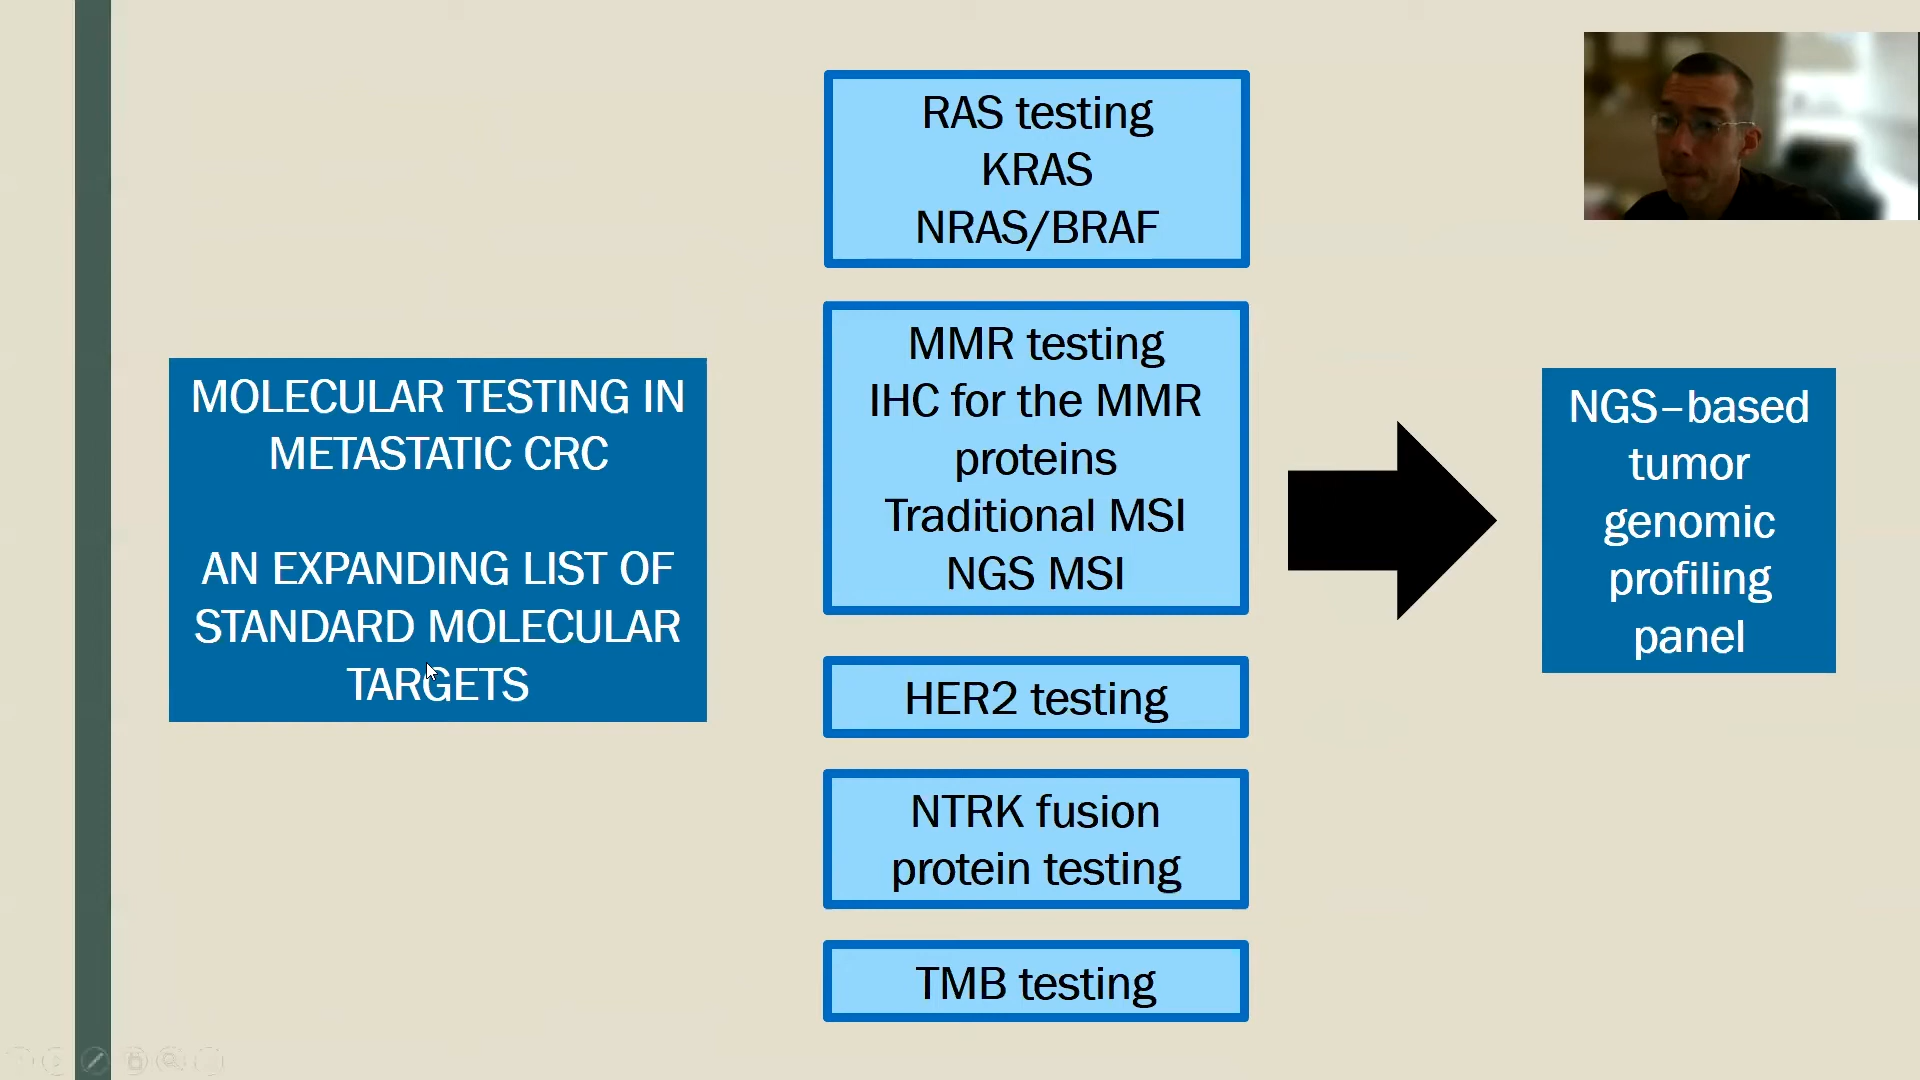 MOLECULAR TESTING IN
METASTATIC CRC
AN EXPANDING LIST OF
STANDARD MOLECULAR
TARGETS
RAS testing
KRAS
NRAS/BRAF
MMR testing
IHC for the MMR
proteins
Traditional MSI
NGS MSI
HER2 testing
NTRK fusion
protein testing
TMB testing
NGS–based
tumor
genomic
profiling
panel